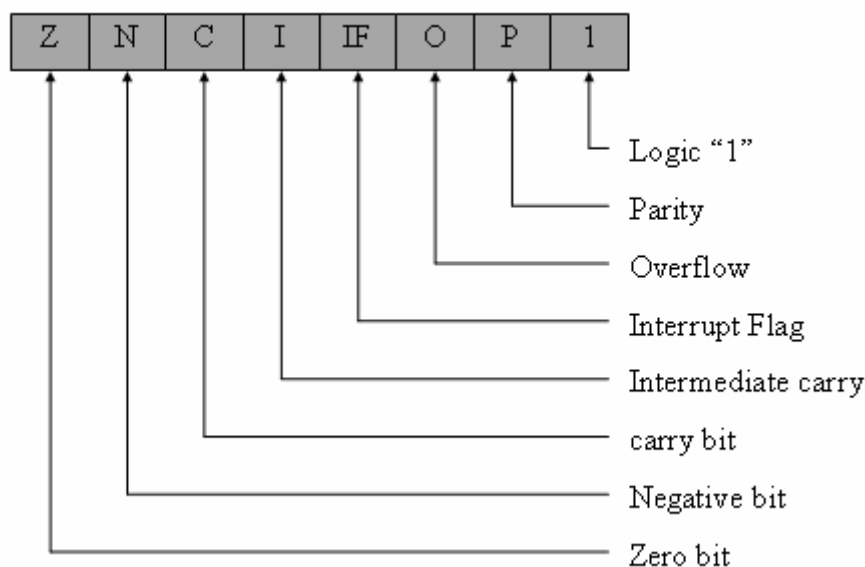 Z N C I IF O P 1
Logic “1”
Parity
Overflow
Interrupt Flag
Intermediate carry
carry bit
Negative bit
Zero bit